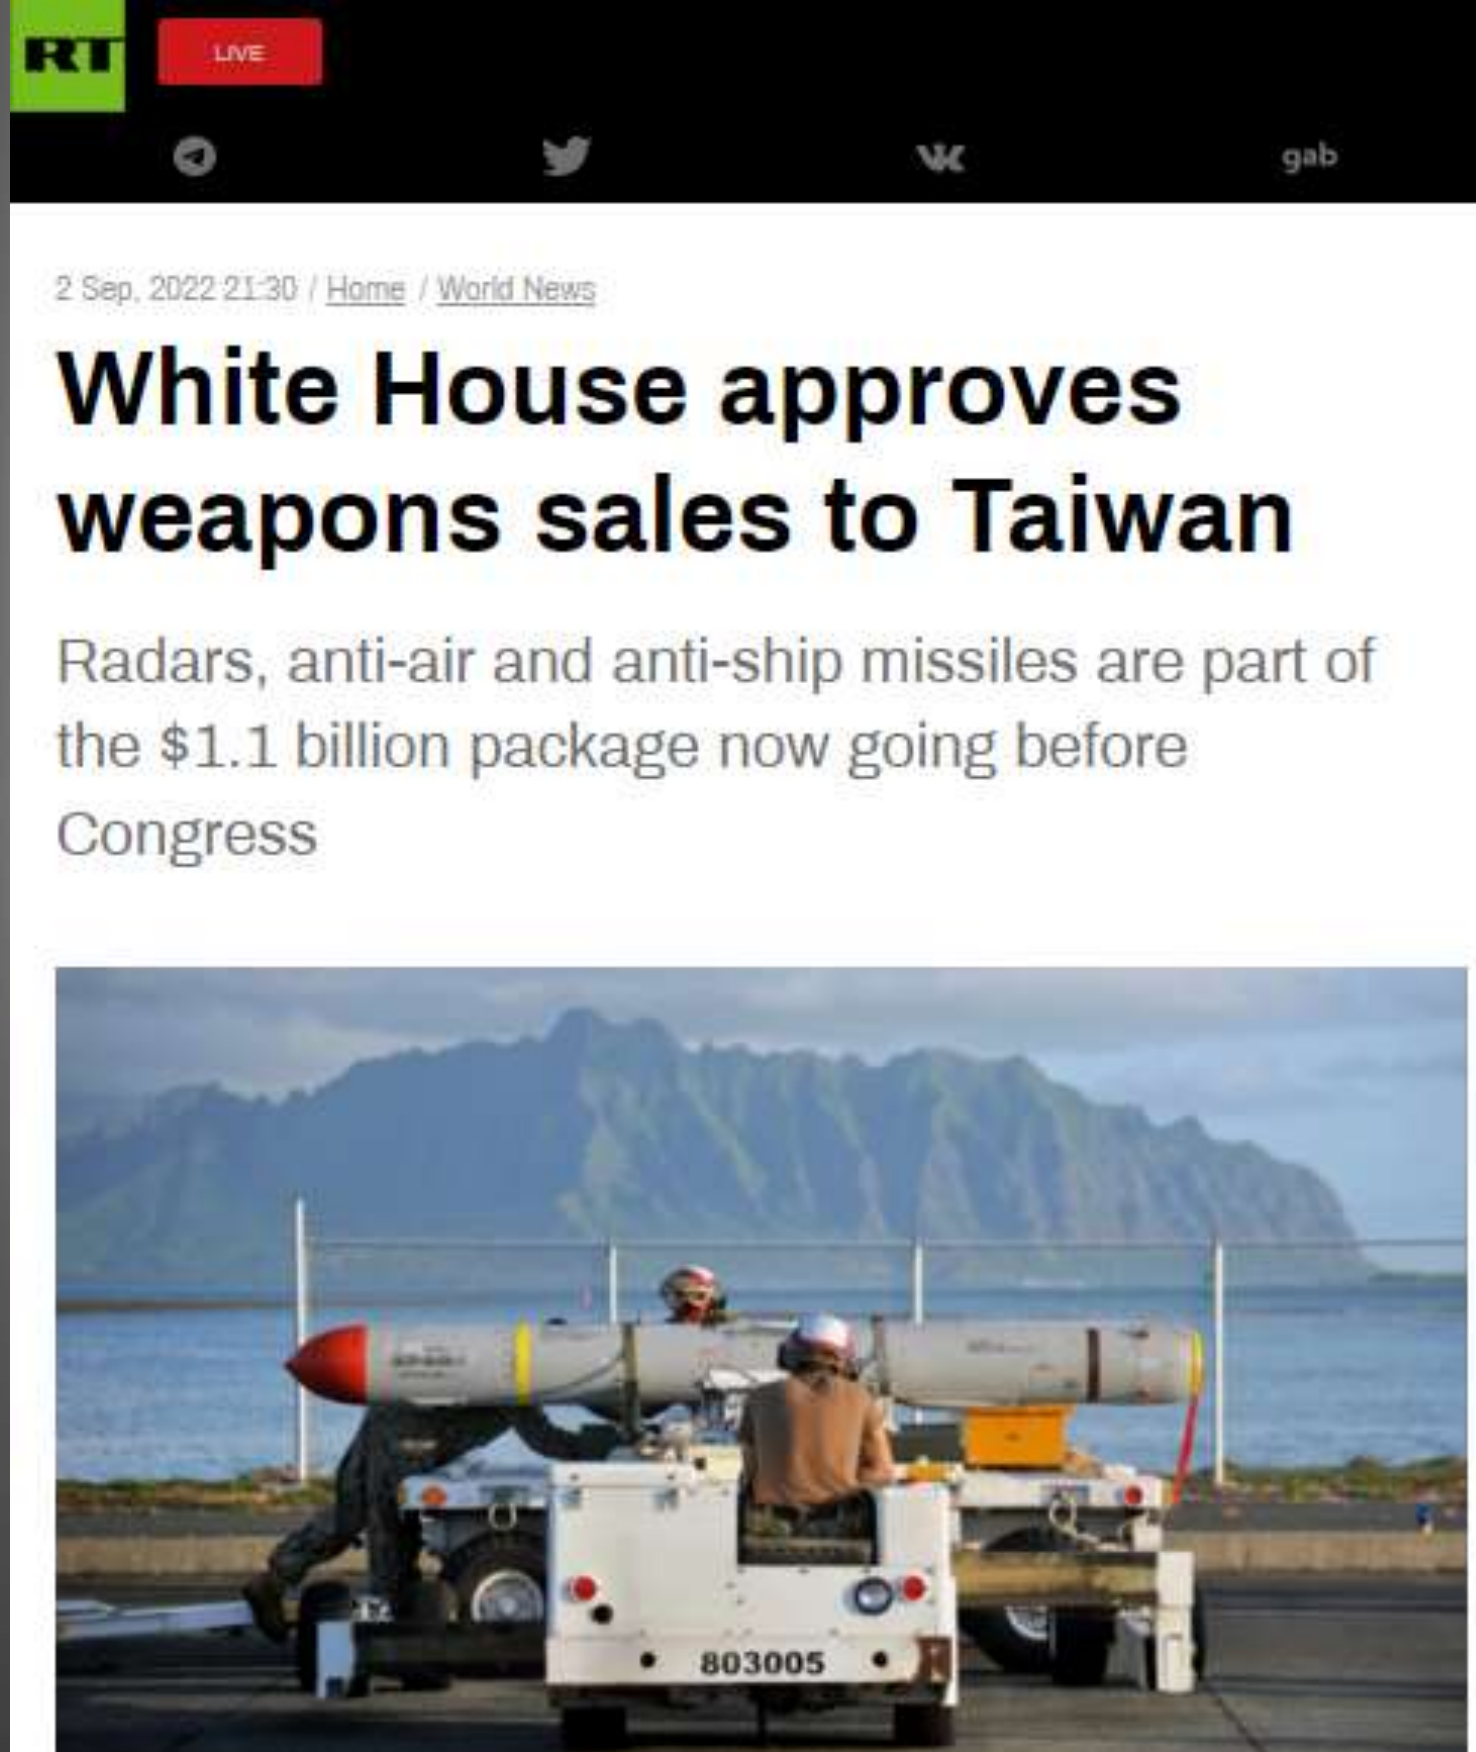 RT
LIVE
gab
2 Sep, 2022 21:30 / Home / World News
White House approves
weapons sales to Taiwan
Radars, anti-air and anti-ship missiles are part of
the $1.1 billion package now going before
Congress
803005